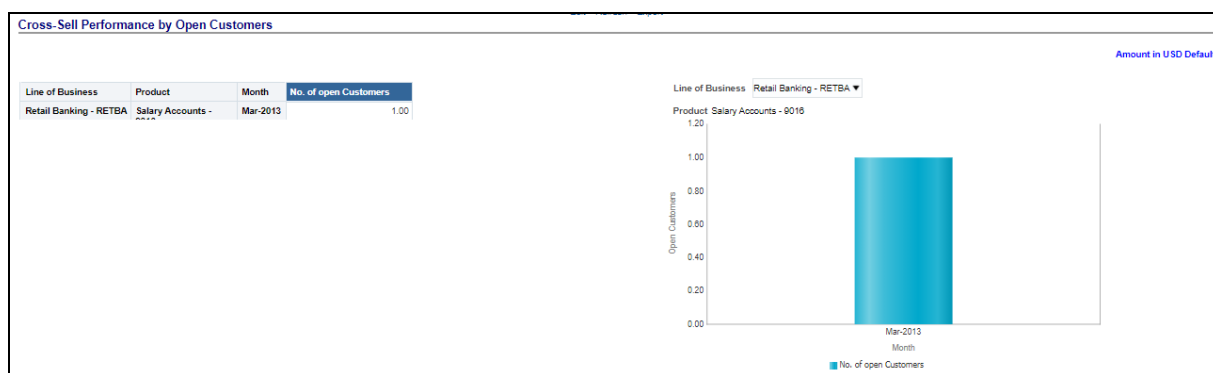 Cross-Sell Performance by Open Customers
Amount in USD Default
Line of Business Product Month No. of open Customers
Retail Banking - RETBA Salary Accounts - Mar-2013 1.00
Line of Business Retail Banking - RETBA
Product Salary Accounts - 9016
1.20
1.00
0.80
0.60
0.40
0.20
0.00
Open Customers
Mar-2013
Month
No. of open Customers